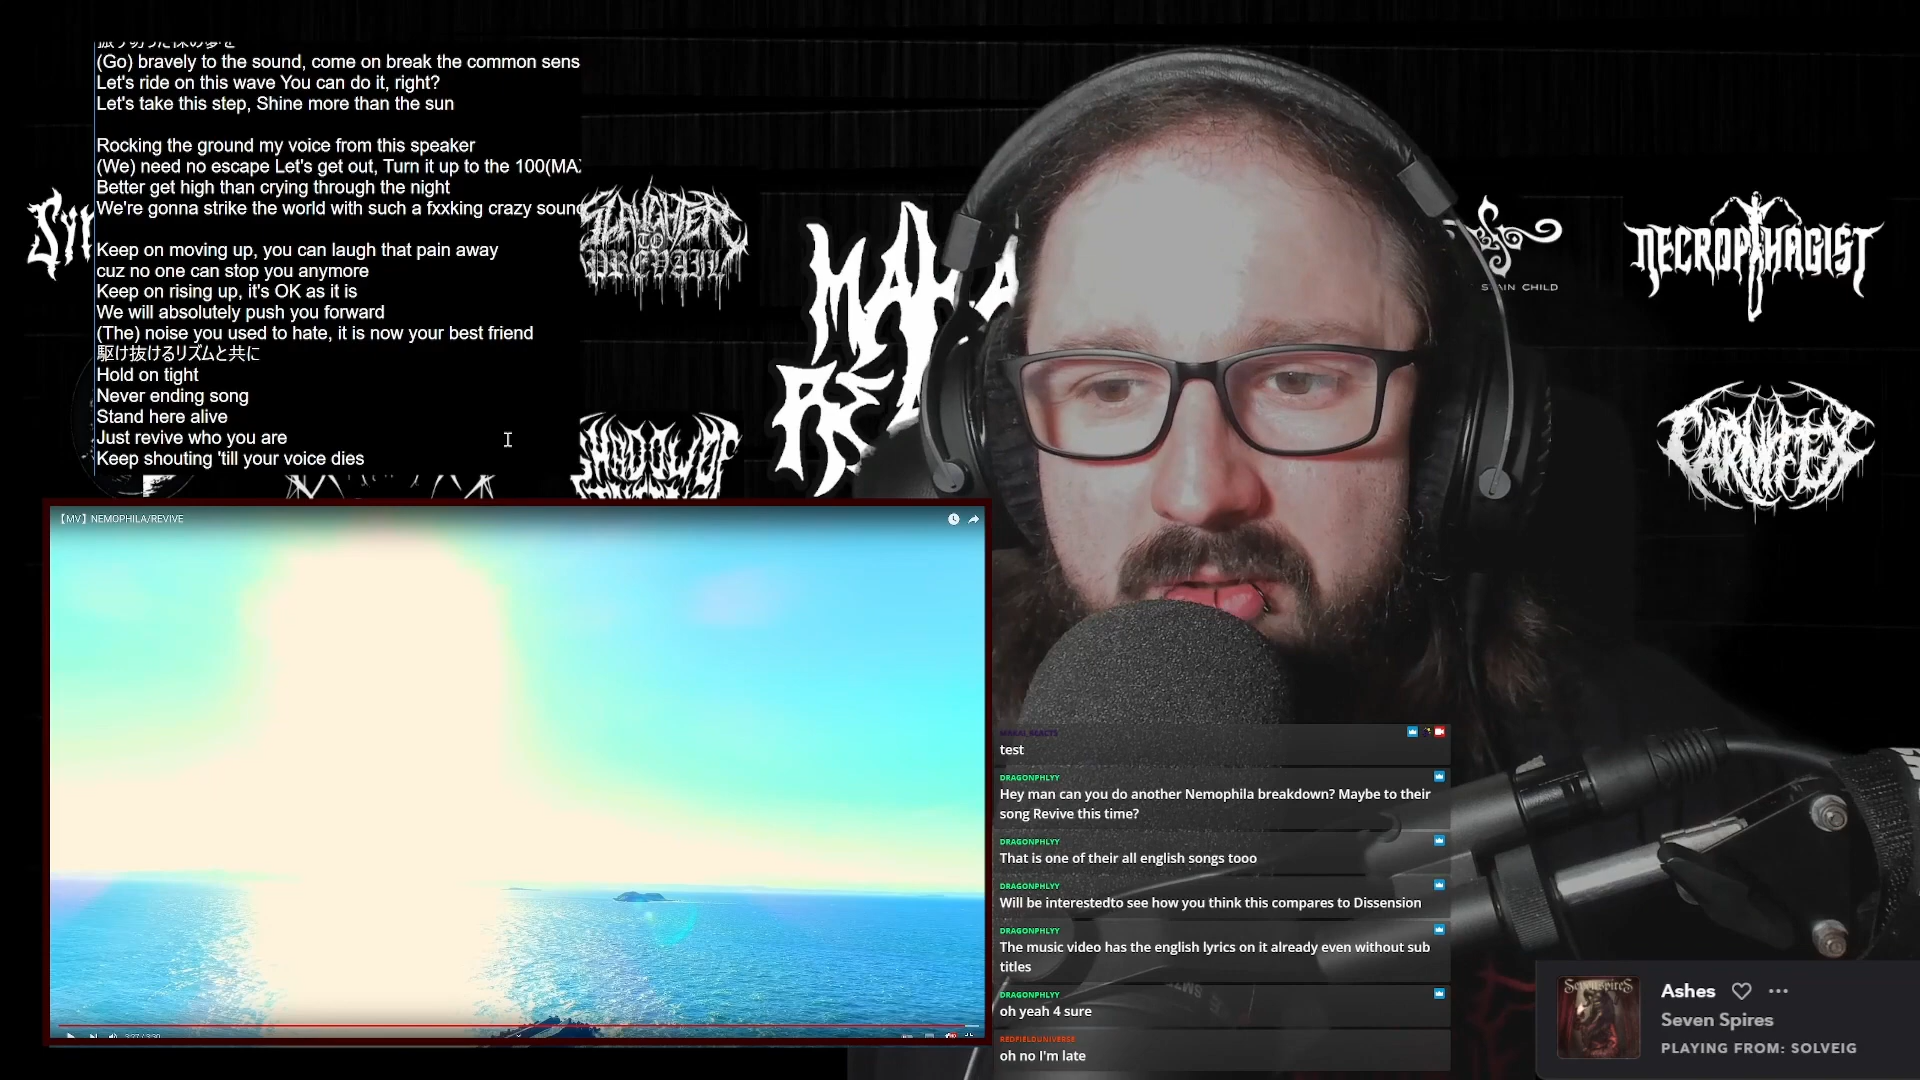 (Go) bravely to the sound, come on break the common sens
Let's ride on this wave You can do it, right?
Let's take this step, Shine more than the sun
Rocking the ground my voice from this speaker
(We) need no escape Let's get out, Turn it up to the 100(MA
Better get high than crying through the night
We're gonna strike the world with such a fxxking crazy soun
Keep on moving up, you can laugh that pain away
cuz no one can stop you anymore
Keep on rising up, it's OK as it is
We will absolutely push you forward
(The) noise you used to hate, it is now your best friend
駆け抜けるリズムと共に
Hold on tight
Never ending song
Stand here alive
Just revive who you are
Keep shouting 'till your voice dies
SLAUGHTER
TO
PREVAIL
SHADOW OF
NECROPHAGIST
CARNIFEX
【MV】NEMOPHILA/REVIVE
MAKAI_REACTS
test
DRAGONPHLYY
Hey man can you do another Nemophila breakdown? Maybe to their
song Revive this time?
DRAGONPHLYY
That is one of their all english songs tooo
DRAGONPHLYY
Will be interestedto see how you think this compares to Dissension
DRAGONPHLYY
The music video has the english lyrics on it already even without sub
titles
DRAGONPHLYY
oh yeah 4 sure
REDFIELDUNIVERSE
oh no I'm late
SevenspireS
Ashes
Seven Spires
PLAYING FROM: SOLVEIG